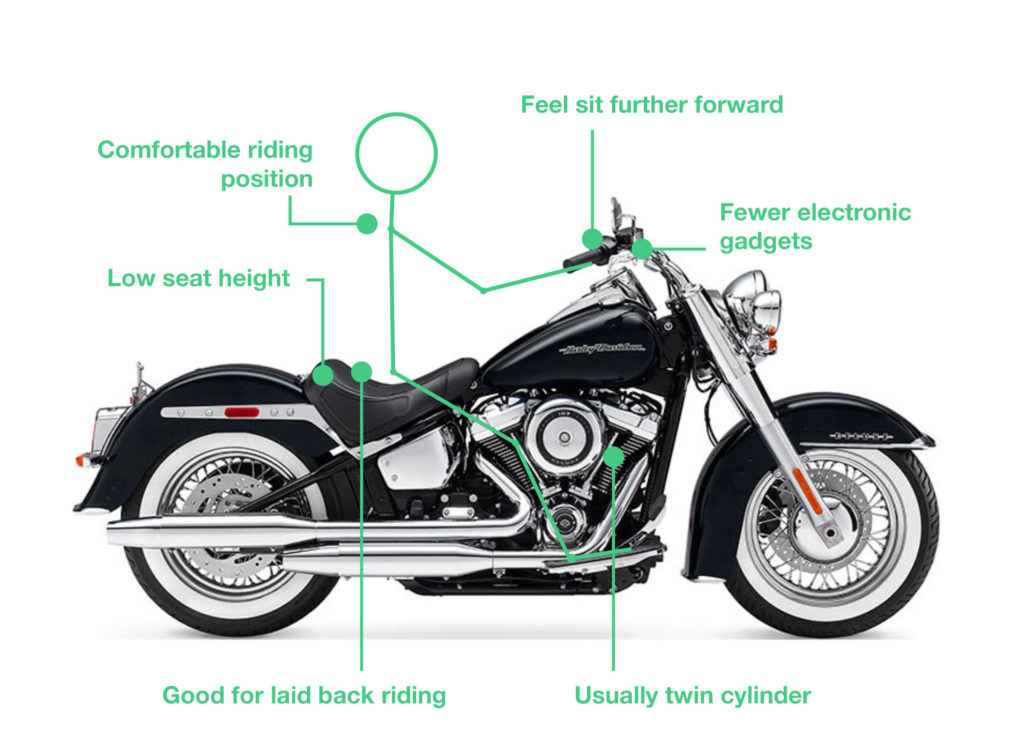 Feel sit further forward
Comfortable riding
position
Fewer electronic
gadgets
Low seat height
Harley-Davidson
Good for laid back riding
Usually twin cylinder